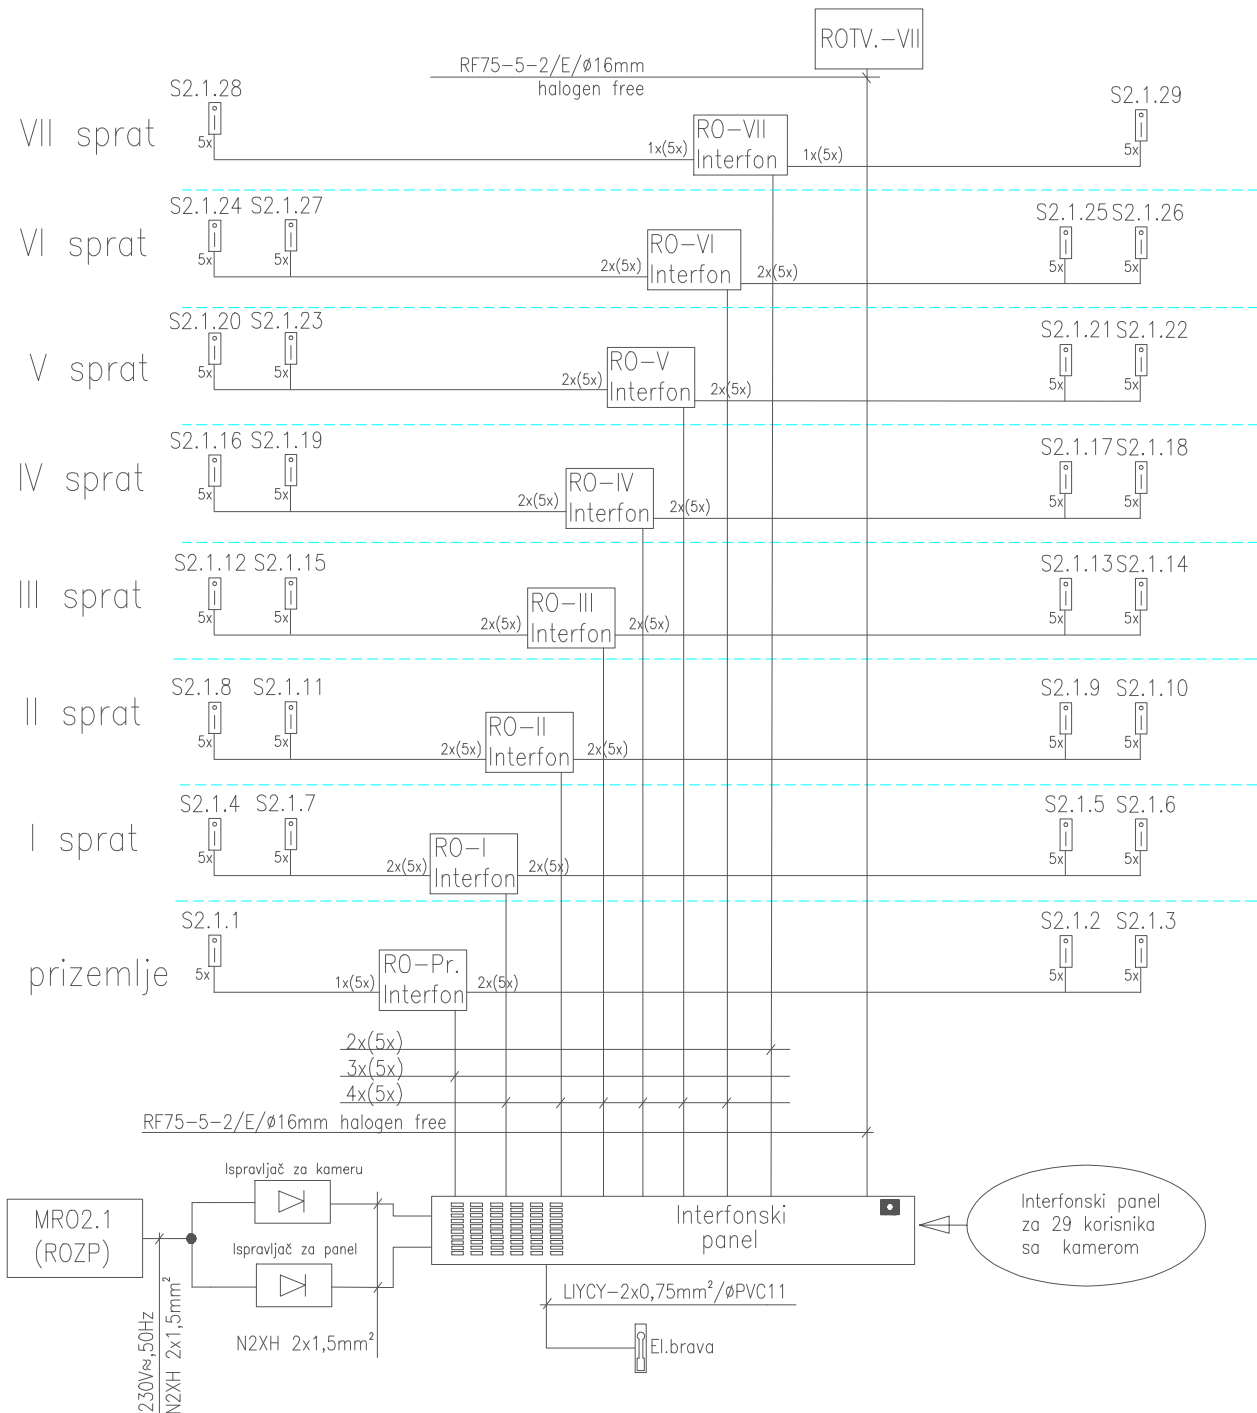 ROTV.-VII
RF75-5-2/E/ø16mm
halogen free
S2.1.28
S2.1.29
VII sprat
5x
1x(5x)
RO-VII
Interfon
1x(5x)
5x
S2.1.24 S2.1.27
S2.1.25 S2.1.26
VI sprat
5x
5x
2x(5x)
RO-VI
Interfon
2x(5x)
5x
5x
S2.1.20 S2.1.23
S2.1.21 S2.1.22
V sprat
5x
5x
2x(5x)
RO-V
Interfon
2x(5x)
5x
5x
S2.1.16 S2.1.19
S2.1.17 S2.1.18
IV sprat
5x
5x
2x(5x)
RO-IV
Interfon
2x(5x)
5x
5x
S2.1.12 S2.1.15
S2.1.13 S2.1.14
III sprat
5x
5x
2x(5x)
RO-III
Interfon
2x(5x)
5x
5x
S2.1.8 S2.1.11
S2.1.9 S2.1.10
II sprat
5x
5x
2x(5x)
RO-II
Interfon
2x(5x)
5x
5x
S2.1.4 S2.1.7
S2.1.5 S2.1.6
I sprat
5x
5x
2x(5x)
RO-I
Interfon
2x(5x)
5x
5x
S2.1.1
S2.1.2 S2.1.3
prizemlje
5x
1x(5x)
RO-Pr.
Interfon
2x(5x)
5x
5x
2x(5x)
3x(5x)
4x(5x)
RF75-5-2/E/ø16mm halogen free
Ispravljač za kameru
MRO2.1
(ROZP)
Ispravljač za panel
Interfonski
panel
Interfonski panel
za 29 korisnika
sa kamerom
LIYCY-2x0,75mm²/øPVC11
N2XH 2x1,5mm²
El.brava
230V≈,50Hz
N2XH 2x1,5mm²